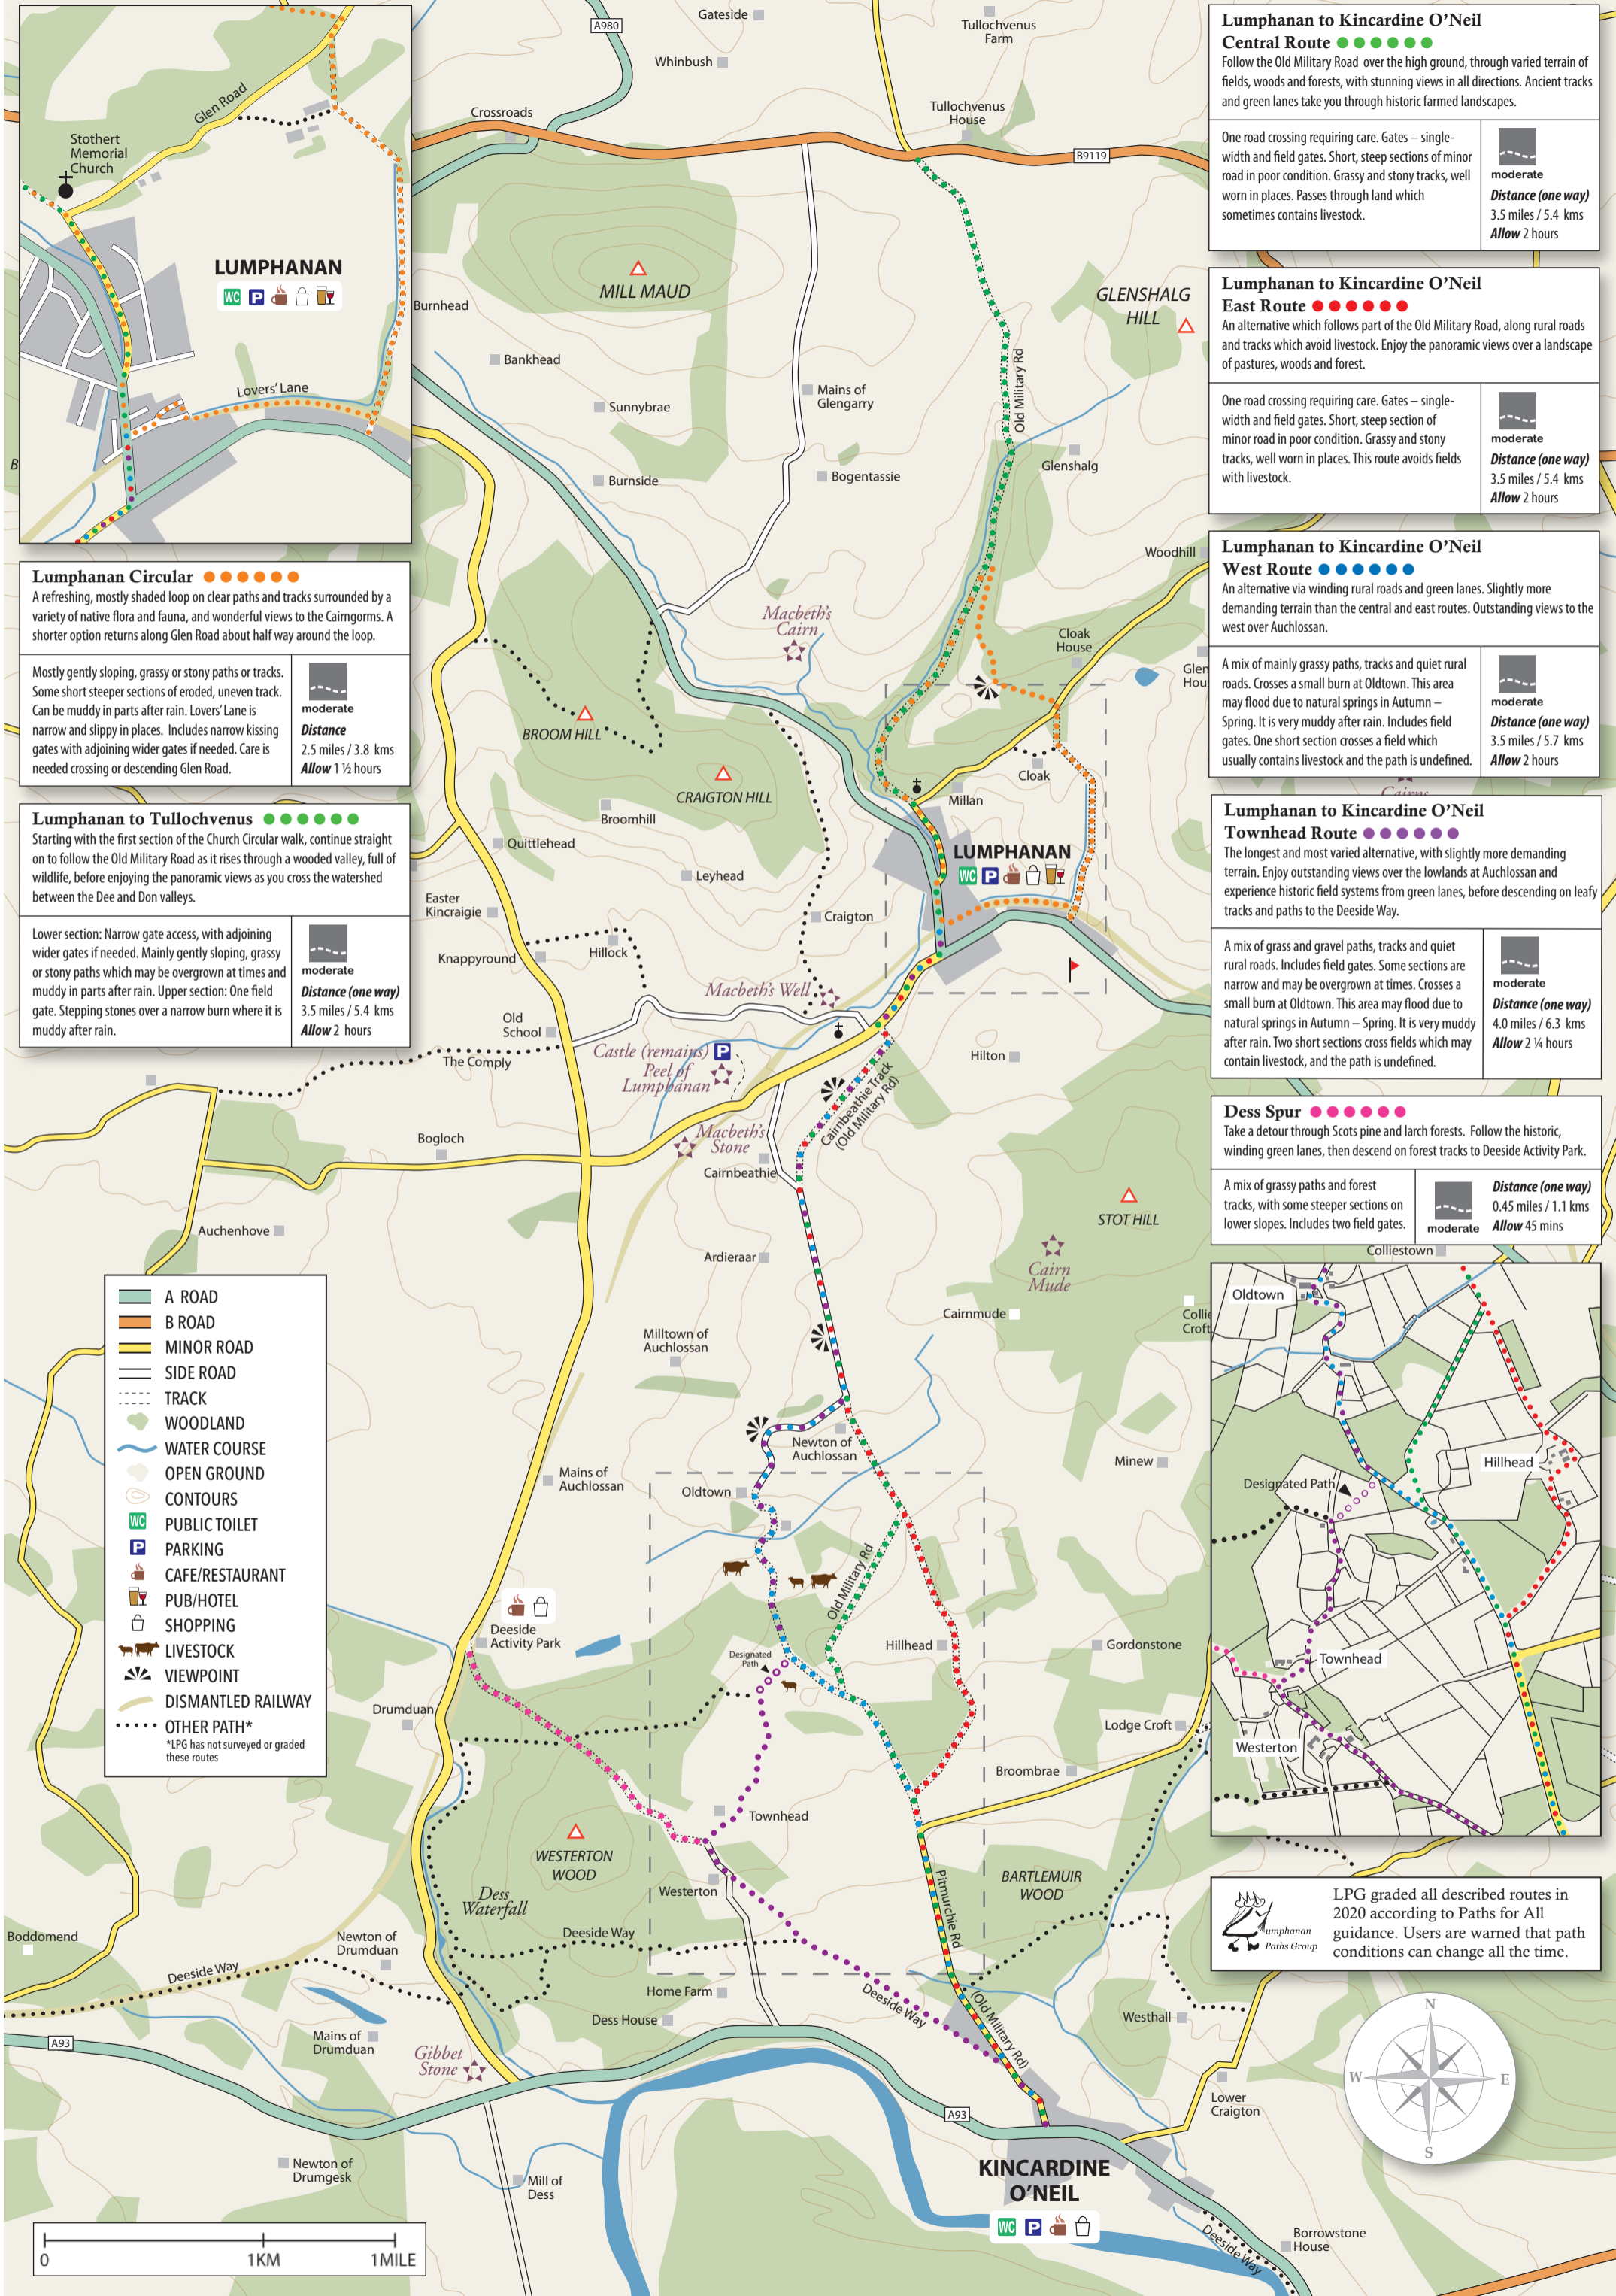 Stothert
Memorial
Church
Glen Road
LUMPHANAN
WC P
Lovers' Lane
Lumphanan Circular
A refreshing, mostly shaded loop on clear paths and tracks surrounded by a
variety of native flora and fauna, and wonderful views to the Cairngorms. A
shorter option returns along Glen Road about half way around the loop.
Mostly gently sloping, grassy or stony paths or tracks.
Some short steeper sections of eroded, uneven track.
Can be muddy in parts after rain. Lovers' Lane is
narrow and slippy in places. Includes narrow kissing
gates with adjoining wider gates if needed. Care is
needed crossing or descending Glen Road.
moderate
Distance
2.5 miles / 3.8 kms
Allow 1 ½ hours
Lumphanan to Tullochvenus
Starting with the first section of the Church Circular walk, continue straight
on to follow the Old Military Road as it rises through a wooded valley, full of
wildlife, before enjoying the panoramic views as you cross the watershed
between the Dee and Don valleys.
Lower section: Narrow gate access, with adjoining
wider gates if needed. Mainly gently sloping, grassy
or stony paths which may be overgrown at times and
muddy in parts after rain. Upper section: One field
gate. Stepping stones over a narrow burn where it is
muddy after rain.
moderate
Distance (one way)
3.5 miles / 5.4 kms
Allow 2 hours
A ROAD
B ROAD
MINOR ROAD
SIDE ROAD
TRACK
WOODLAND
WATER COURSE
OPEN GROUND
CONTOURS
WC PUBLIC TOILET
P PARKING
CAFE/RESTAURANT
PUB/HOTEL
SHOPPING
LIVESTOCK
VIEWPOINT
DISMANTLED RAILWAY
OTHER PATH*
*LPG has not surveyed or graded
these routes
0 1KM 1MILE
A980
Gateside
Whinbush
Tullochvenus
Farm
Crossroads
Tullochvenus
House
B9119
MILL MAUD
GLENSHALG
HILL
Burnhead
Bankhead
Sunnybrae
Mains of
Glengarry
Old Military Rd
B
Burnside
Bogentassie
Glenshalg
Woodhill
Macbeth's
Cairn
Cloak
House
Glen
Hou
BROOM HILL
CRAIGTON HILL
Cloak
Millan
Broomhill
Quittlehead
LUMPHANAN
WC P
Leyhead
Easter
Kincraigie
Craigton
Knappyround
Hillock
Macbeth's Well
Old
School
The Comply
Castle (remains) P
Peel of
Lumphanan
Hilton
Cairnbeathie Track
(Old Military Rd)
Macbeth's
Stone
Bogloch
Cairnbeathie
STOT HILL
Auchenhove
Ardieraar
Cairn
Mude
Cairnmude
Collie
Croft
Colliestown
Cairns
Milltown of
Auchlossan
Newton of
Auchlossan
Minew
Mains of
Auchlossan
Oldtown
Old Military Rd
Deeside
Activity Park
Hillhead
Gordonstone
Designated
Path
Drumduan
Lodge Croft
Broombrae
Townhead
WESTERTON
WOOD
Westerton
Pitmurchie Rd
BARTLEMUIR
WOOD
Dess
Waterfall
Boddomend
Newton of
Drumduan
Deeside Way
Deeside Way
Home Farm
Deeside Way
(Old Military Rd)
Westhall
Dess House
A93
Mains of
Drumduan
Gibbet
Stone
Lower
Craigton
A93
Newton of
Drumgesk
Mill of
Dess
KINCARDINE
O'NEIL
WC P
Deeside Way
Borrowstone
House
Lumphanan to Kincardine O'Neil
Central Route
Follow the Old Military Road over the high ground, through varied terrain of
fields, woods and forests, with stunning views in all directions. Ancient tracks
and green lanes take you through historic farmed landscapes.
One road crossing requiring care. Gates – single-
width and field gates. Short, steep sections of minor
road in poor condition. Grassy and stony tracks, well
worn in places. Passes through land which
sometimes contains livestock.
moderate
Distance (one way)
3.5 miles / 5.4 kms
Allow 2 hours
Lumphanan to Kincardine O'Neil
East Route
An alternative which follows part of the Old Military Road, along rural roads
and tracks which avoid livestock. Enjoy the panoramic views over a landscape
of pastures, woods and forest.
One road crossing requiring care. Gates – single-
width and field gates. Short, steep section of
minor road in poor condition. Grassy and stony
tracks, well worn in places. This route avoids fields
with livestock.
moderate
Distance (one way)
3.5 miles / 5.4 kms
Allow 2 hours
Lumphanan to Kincardine O'Neil
West Route
An alternative via winding rural roads and green lanes. Slightly more
demanding terrain than the central and east routes. Outstanding views to the
west over Auchlossan.
A mix of mainly grassy paths, tracks and quiet rural
roads. Crosses a small burn at Oldtown. This area
may flood due to natural springs in Autumn –
Spring. It is very muddy after rain. Includes field
gates. One short section crosses a field which
usually contains livestock and the path is undefined.
moderate
Distance (one way)
3.5 miles / 5.7 kms
Allow 2 hours
Lumphanan to Kincardine O'Neil
Townhead Route
The longest and most varied alternative, with slightly more demanding
terrain. Enjoy outstanding views over the lowlands at Auchlossan and
experience historic field systems from green lanes, before descending on leafy
tracks and paths to the Deeside Way.
A mix of grass and gravel paths, tracks and quiet
rural roads. Includes field gates. Some sections are
narrow and may be overgrown at times. Crosses a
small burn at Oldtown. This area may flood due to
natural springs in Autumn – Spring. It is very muddy
after rain. Two short sections cross fields which may
contain livestock, and the path is undefined.
moderate
Distance (one way)
4.0 miles / 6.3 kms
Allow 2 ¼ hours
Dess Spur
Take a detour through Scots pine and larch forests. Follow the historic,
winding green lanes, then descend on forest tracks to Deeside Activity Park.
A mix of grassy paths and forest
tracks, with some steeper sections on
lower slopes. Includes two field gates.
moderate
Distance (one way)
0.45 miles / 1.1 kms
Allow 45 mins
Oldtown
Hillhead
Designated Path
Townhead
Westerton
Lumphanan
Paths Group
LPG graded all described routes in
2020 according to Paths for All
guidance. Users are warned that path
conditions can change all the time.
N
W E
S